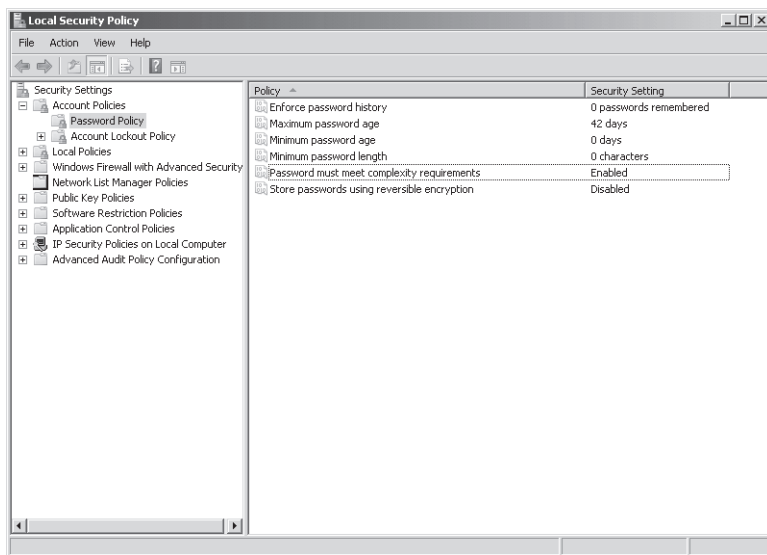 Local Security Policy
File Action View Help
Security Settings
Account Policies
Password Policy
Account Lockout Policy
Local Policies
Windows Firewall with Advanced Security
Network List Manager Policies
Public Key Policies
Software Restriction Policies
Application Control Policies
IP Security Policies on Local Computer
Advanced Audit Policy Configuration
Policy Security Setting
Enforce password history 0 passwords remembered
Maximum password age 42 days
Minimum password age 0 days
Minimum password length 0 characters
Password must meet complexity requirements Enabled
Store passwords using reversible encryption Disabled